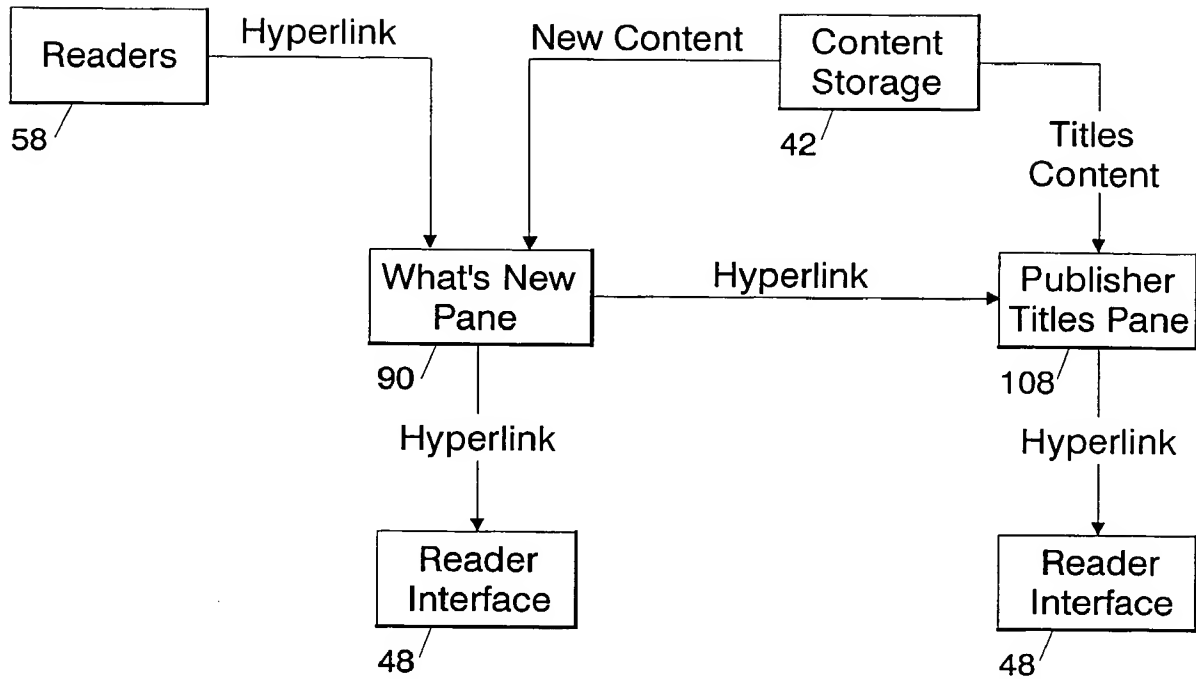 Readers
58
Hyperlink
New Content
Content
Storage
42
Titles
Content
What's New
Pane
90
Hyperlink
Publisher
Titles Pane
108
Hyperlink
Hyperlink
Reader
Interface
48
Reader
Interface
48